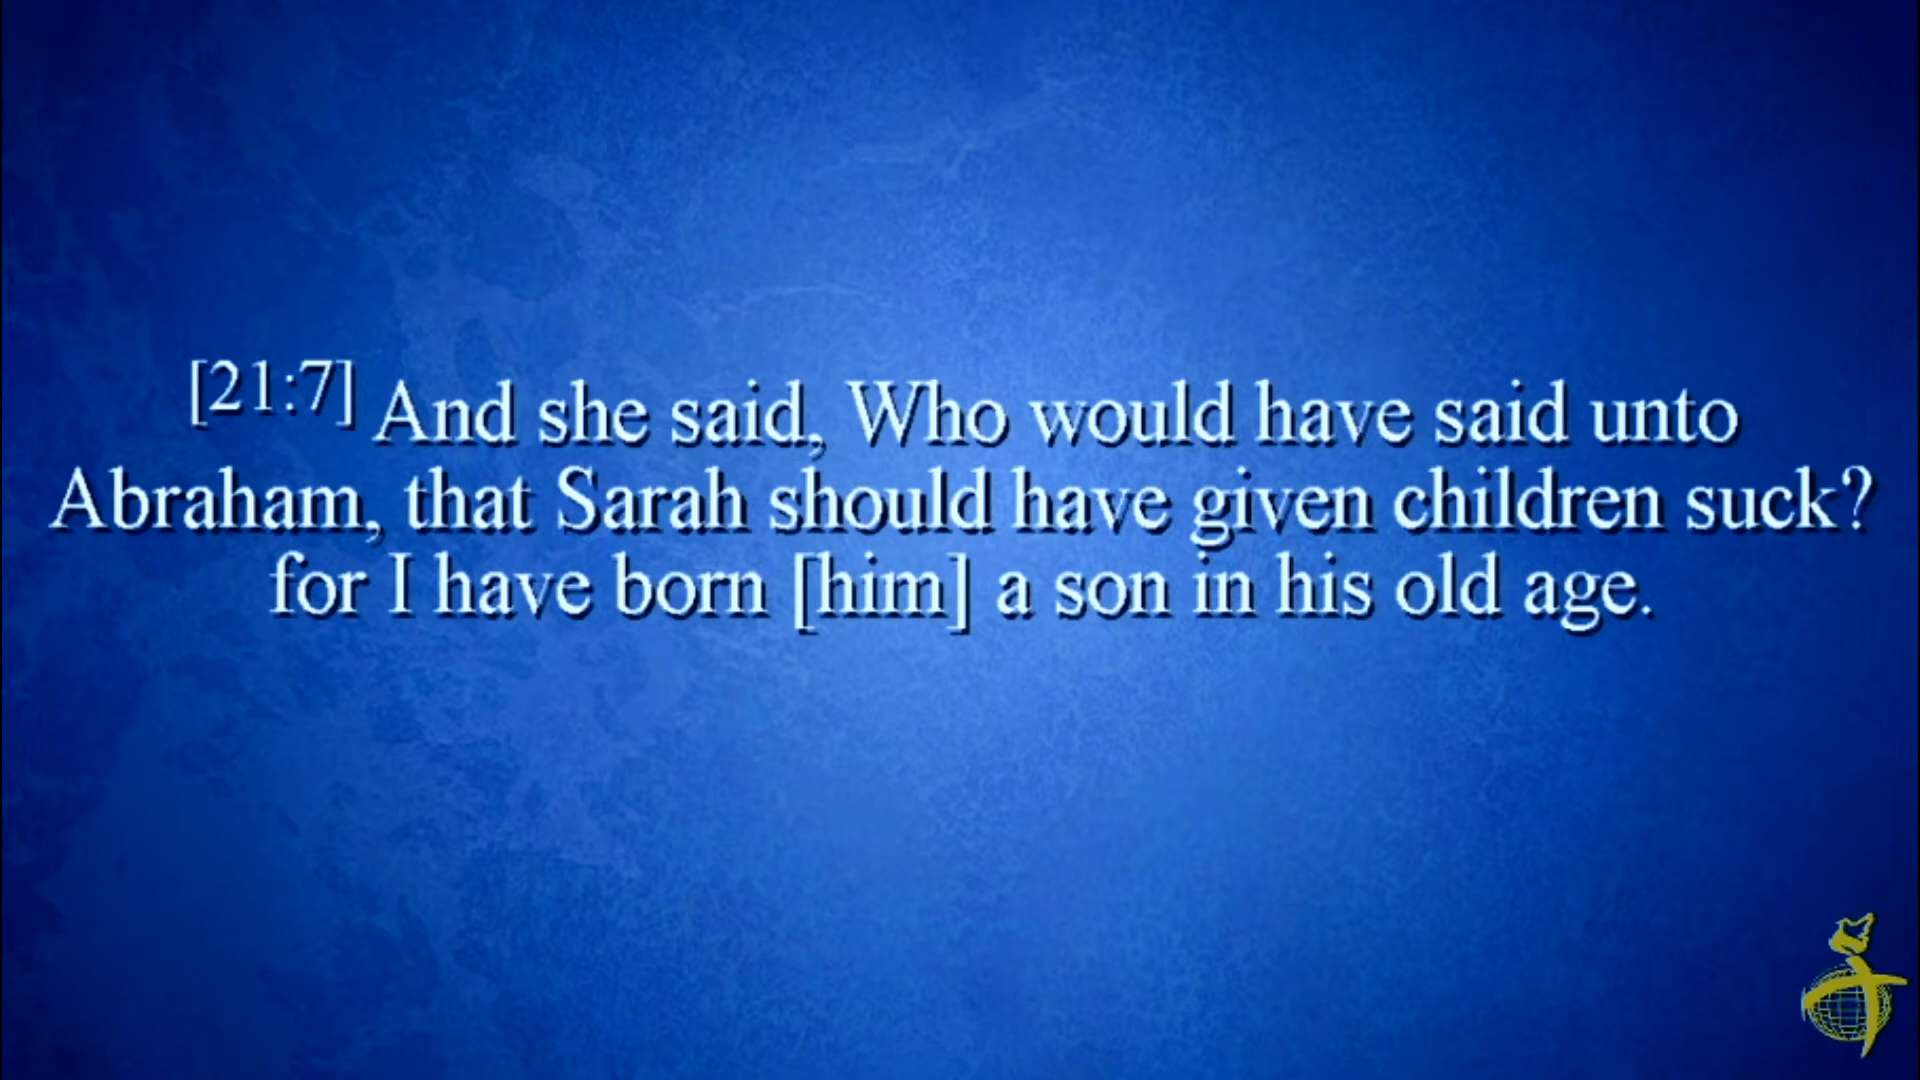 [21:7] And she said, Who would have said unto
Abraham, that Sarah should have given children suck?
for I have born [him] a son in his old age.